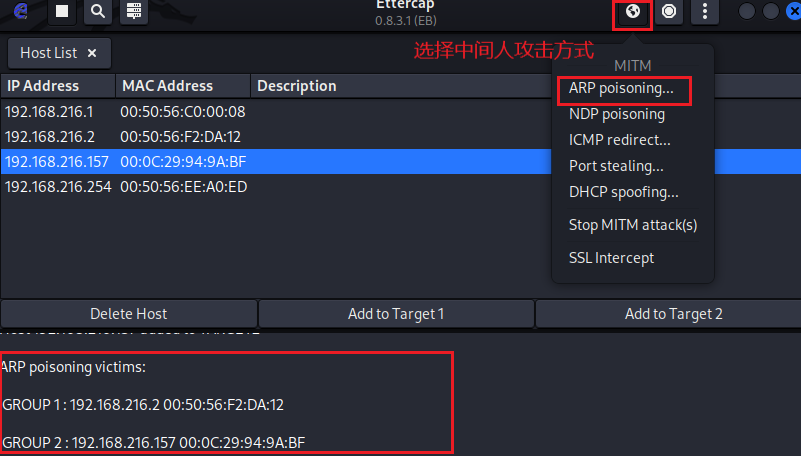 Ettercap
0.8.3.1 (EB)
选择中间人攻击方式
Host List ×
MITM
IP Address MAC Address Description
ARP poisoning...
192.168.216.1 00:50:56:C0:00:08
NDP poisoning
192.168.216.2 00:50:56:F2:DA:12
ICMP redirect...
192.168.216.157 00:0C:29:94:9A:BF
Port stealing...
192.168.216.254 00:50:56:EE:A0:ED
DHCP spoofing...
Stop MITM attack(s)
SSL Intercept
Delete Host Add to Target 1 Add to Target 2
ARP poisoning victims:
GROUP 1 : 192.168.216.2 00:50:56:F2:DA:12
GROUP 2 : 192.168.216.157 00:0C:29:94:9A:BF